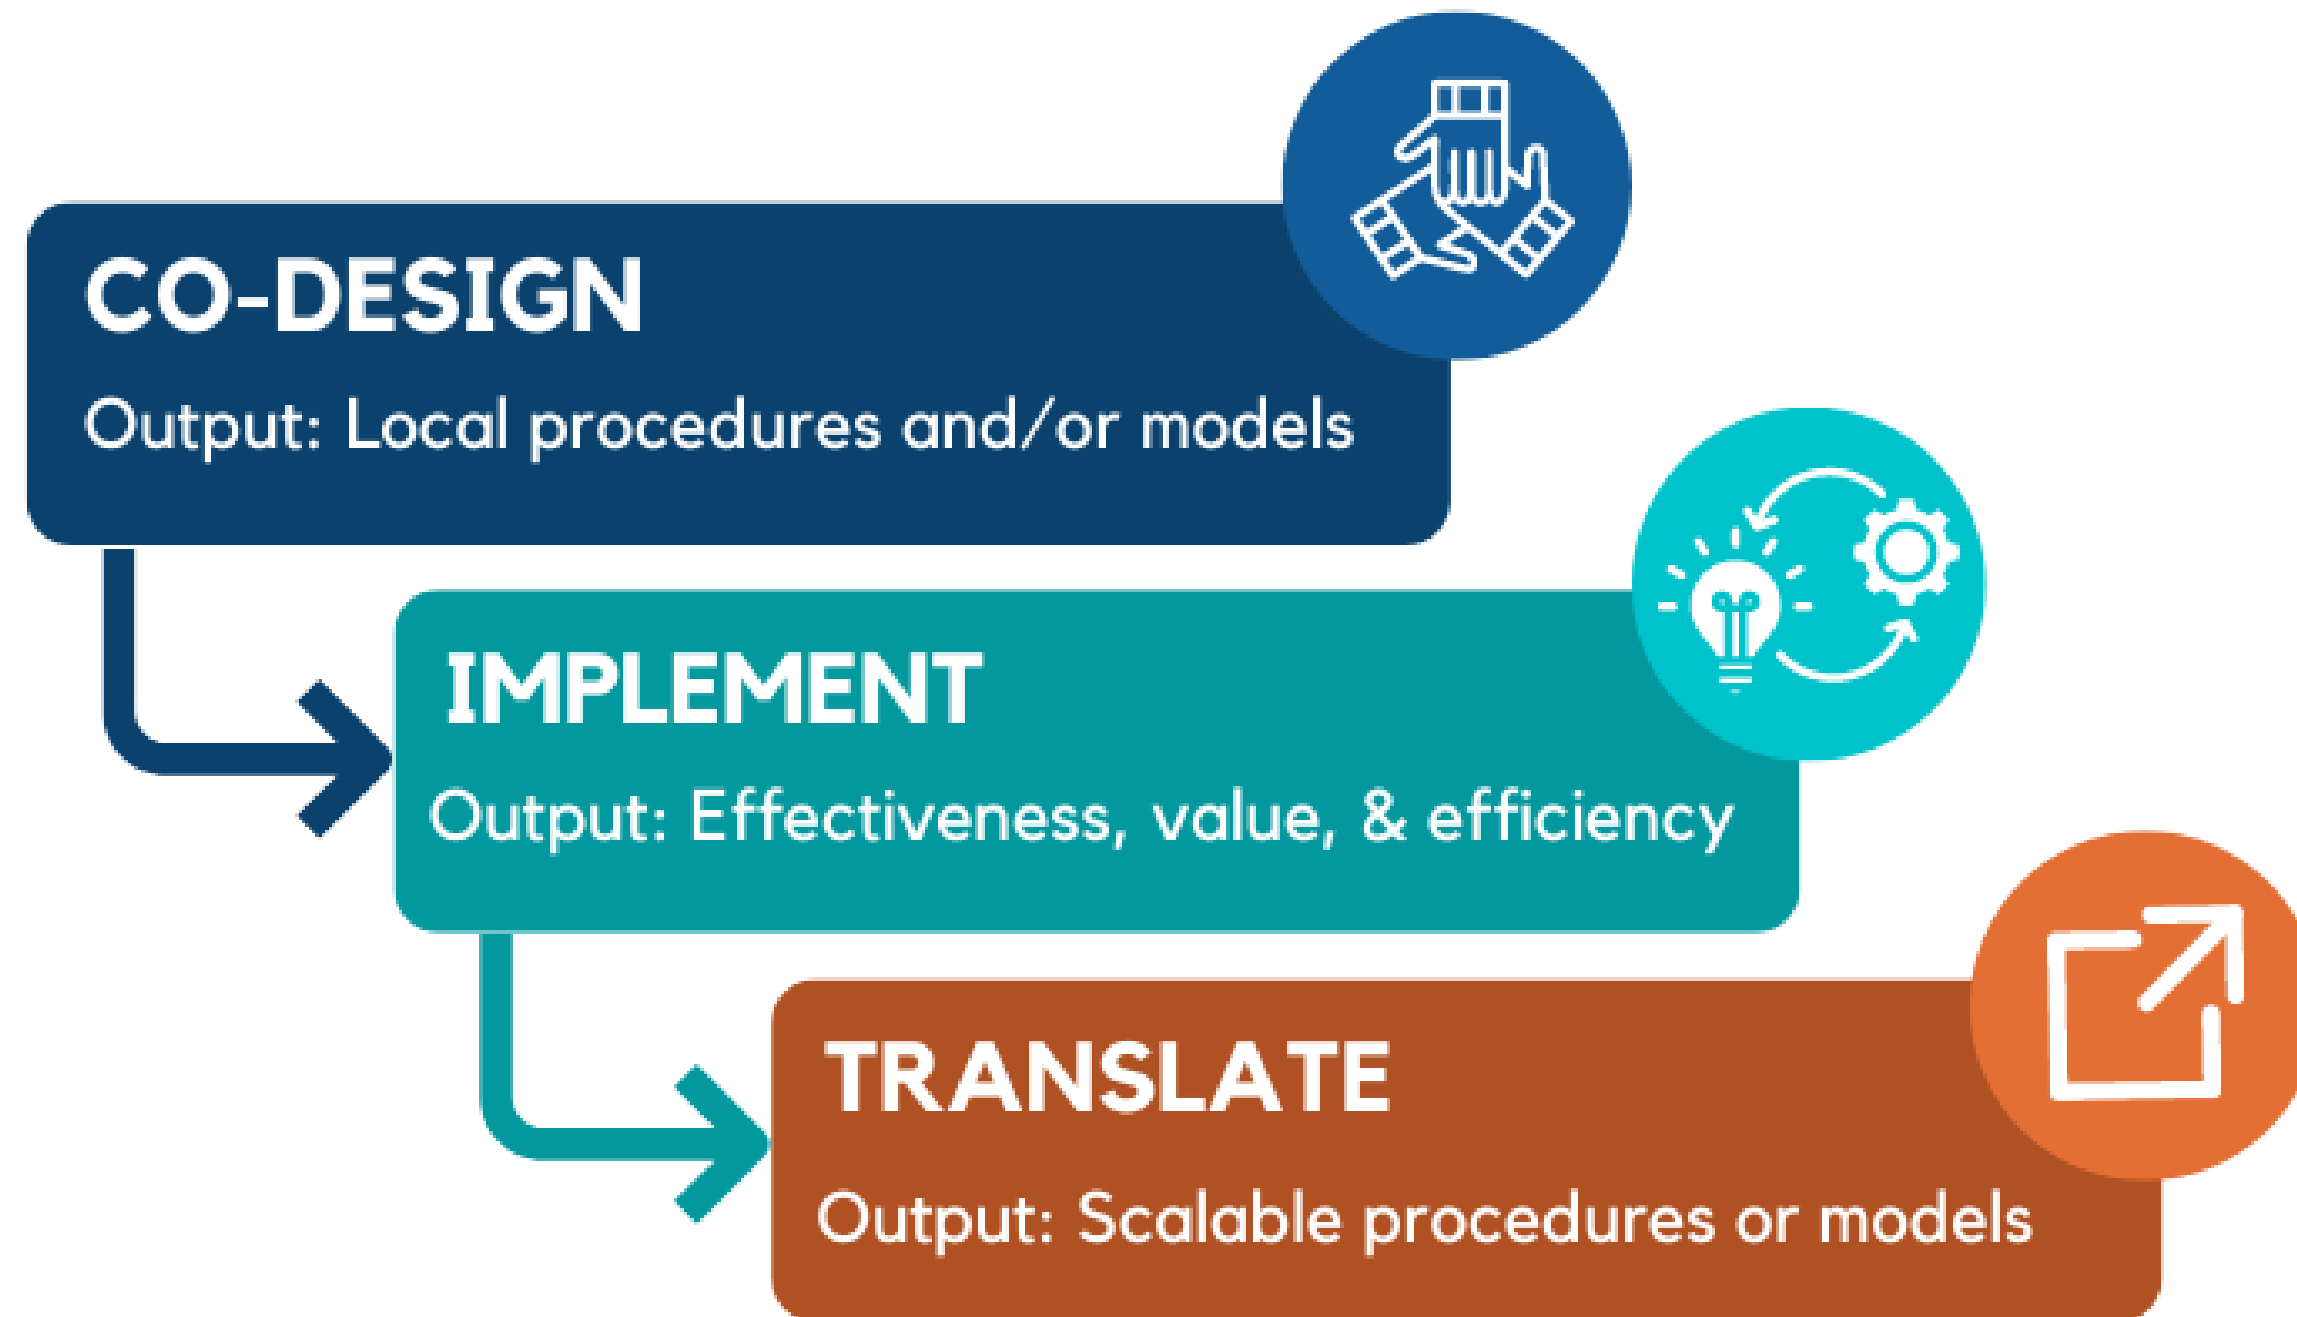 CO-DESIGN
Output: Local procedures and/or models
IMPLEMENT
Output: Effectiveness, value, & efficiency
TRANSLATE
Output: Scalable procedures or models